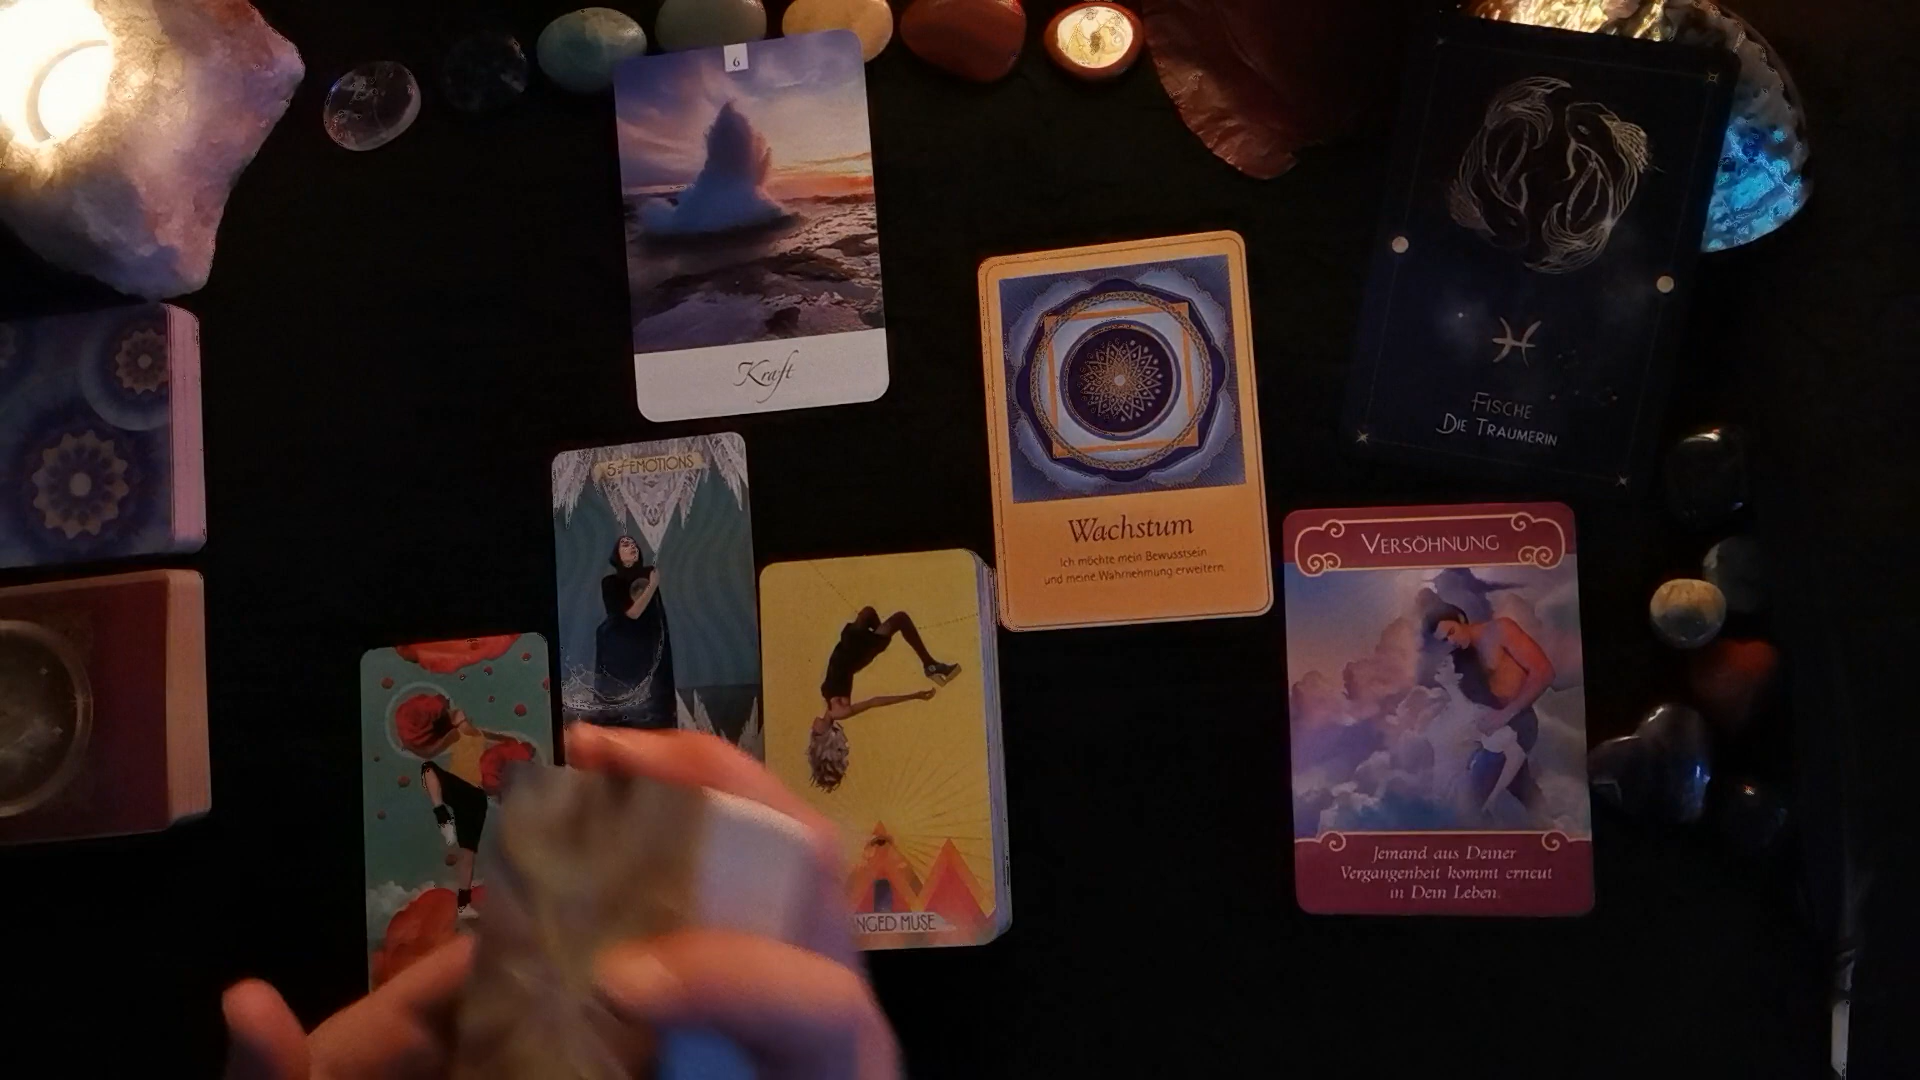 6
Kraft
5 EMOTIONS
Wachstum
Ich möchte mein Bewusstsein
und meine Wahrnehmung erweitern.
FISCHE
DIE TRÄUMERIN
VERSÖHNUNG
Jemand aus Deiner
Vergangenheit kommt erneut
in Dein Leben.
ANGED MUSE